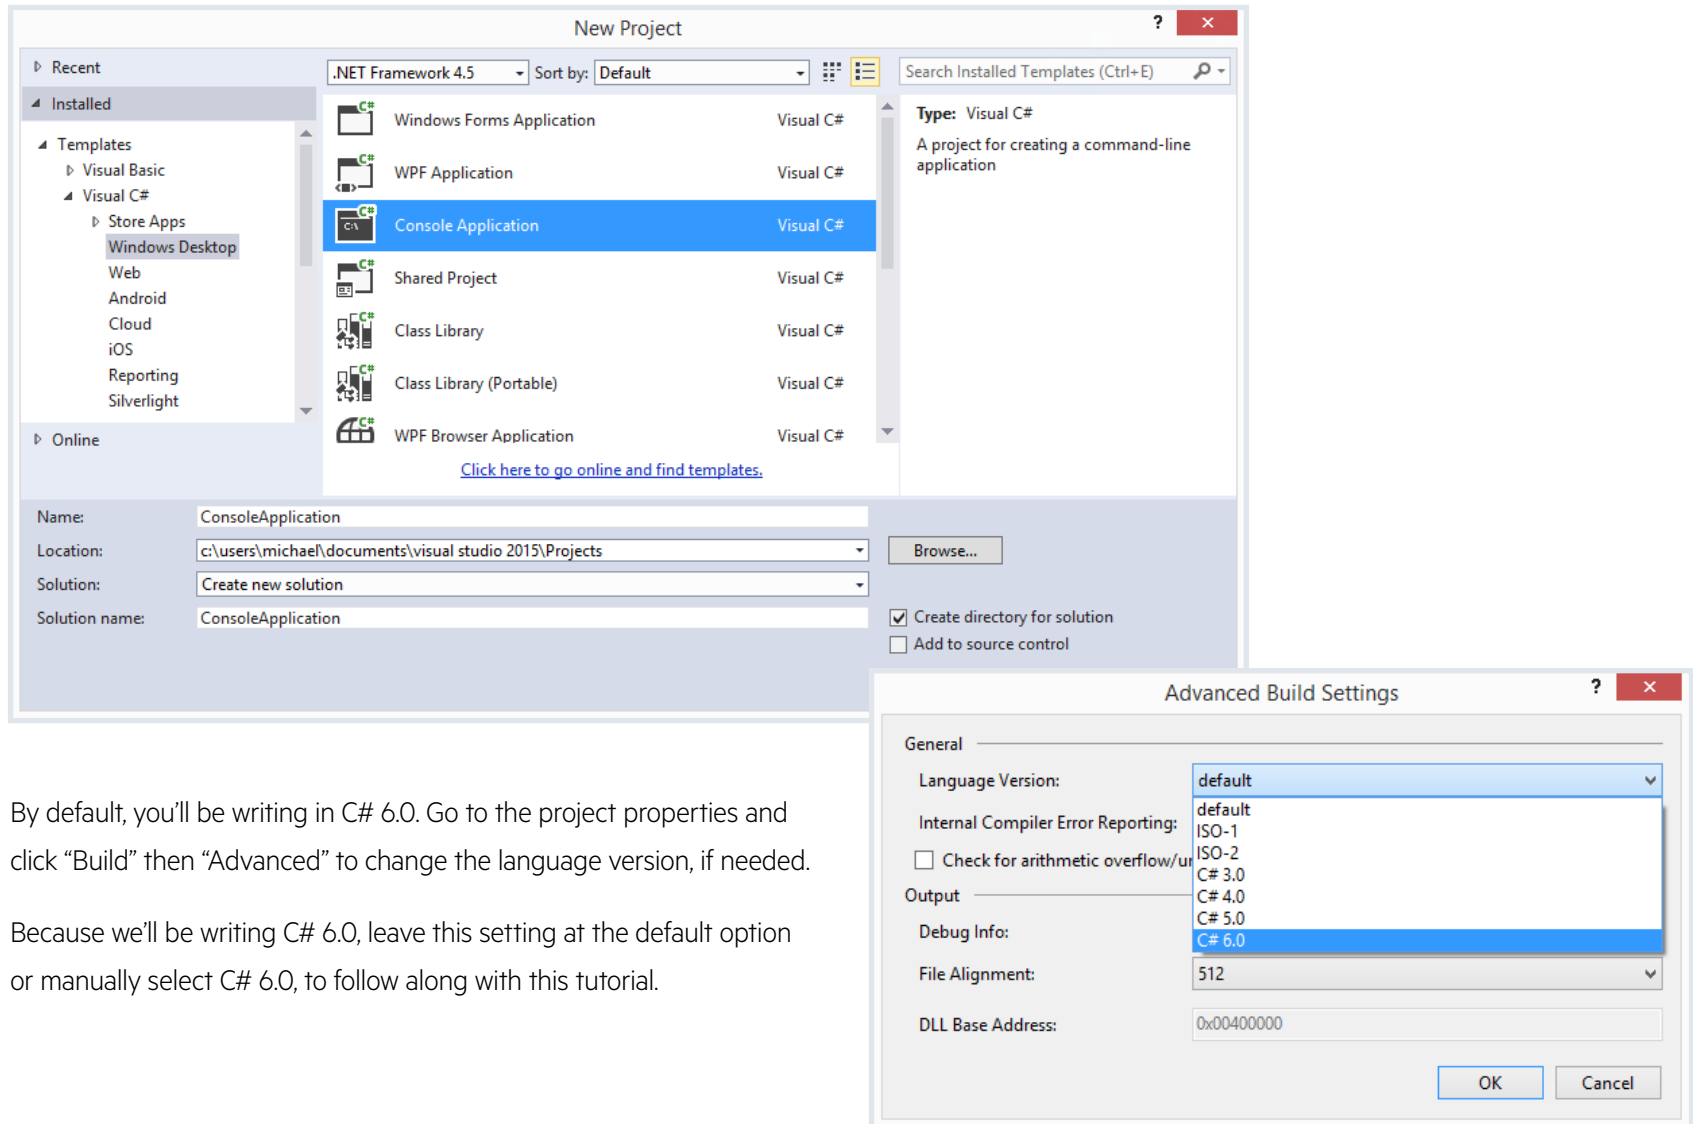 New Project
?
Recent
Installed
Templates
Visual Basic
Visual C#
Store Apps
Windows Desktop
Web
Android
Cloud
iOS
Reporting
Silverlight
Online
.NET Framework 4.5 Sort by: Default
Search Installed Templates (Ctrl+E)
Windows Forms Application Visual C#
WPF Application Visual C#
Console Application Visual C#
Shared Project Visual C#
Class Library Visual C#
Class Library (Portable) Visual C#
WPF Browser Application Visual C#
Click here to go online and find templates.
Type: Visual C#
A project for creating a command-line
application
Name: ConsoleApplication
Location: c:\users\michael\documents\visual studio 2015\Projects Browse...
Solution: Create new solution
Solution name: ConsoleApplication
Create directory for solution
Add to source control
By default, you’ll be writing in C# 6.0. Go to the project properties and
click “Build” then “Advanced” to change the language version, if needed.
Because we’ll be writing C# 6.0, leave this setting at the default option
or manually select C# 6.0, to follow along with this tutorial.
Advanced Build Settings
?
General
Language Version: default
default
ISO-1
ISO-2
C# 3.0
C# 4.0
C# 5.0
C# 6.0
Internal Compiler Error Reporting:
Check for arithmetic overflow/u
Output
Debug Info:
File Alignment: 512
DLL Base Address: 0x00400000
OK Cancel